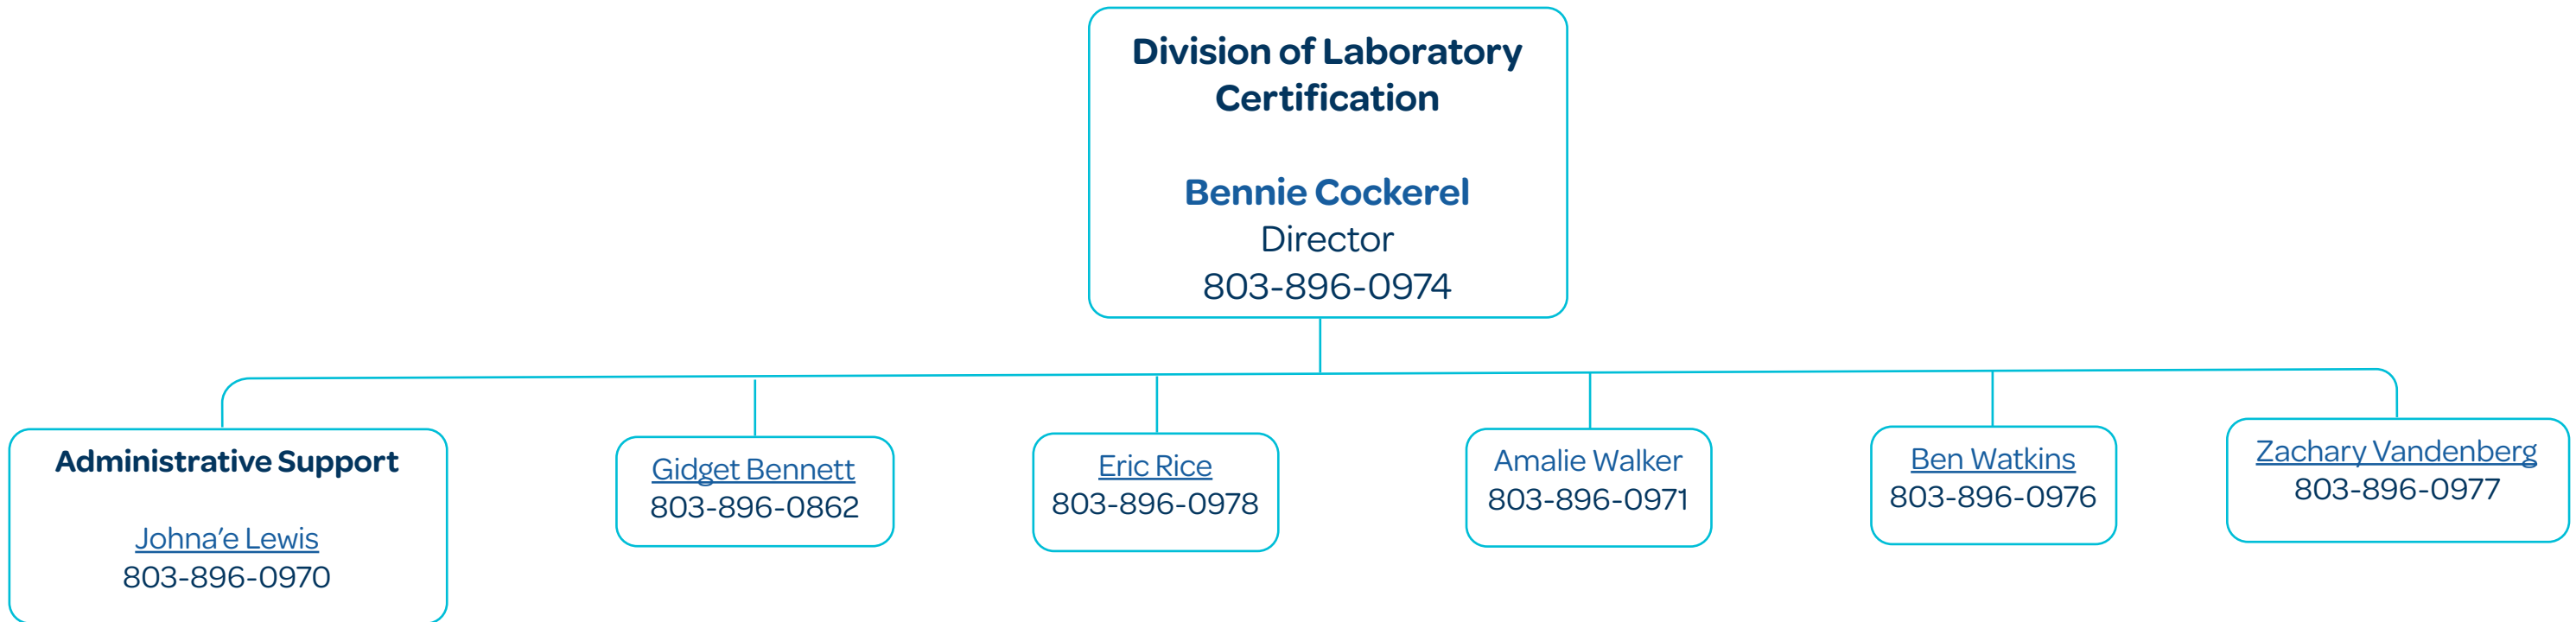 Division of Laboratory
Certification
Bennie Cockerel
Director
803-896-0974
Administrative Support
Johna’e Lewis
803-896-0970
Gidget Bennett
803-896-0862
Eric Rice
803-896-0978
Amalie Walker
803-896-0971
Ben Watkins
803-896-0976
Zachary Vandenberg
803-896-0977